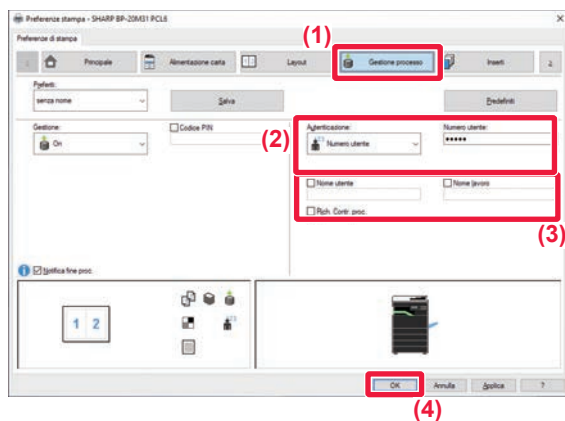 Preferenze stampa - SHARP BP-20M31 PCL6
Preferenze di stampa
(1)
Principale
Alimentazione carta
Layout
Gestione processo
Inserti
Preferiti:
senza nome
Salva
Predefiniti
Gestione:
On
Codice PIN
(2)
Autenticazione:
Numero utente
Numero utente:
*****
Nome utente
Nome lavoro
Rich. Contr. proc.
(3)
Notifica fine proc.
1 2
OK
Annulla
Applica
?
(4)